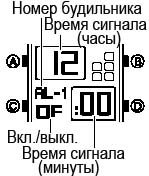 Номер будильника
Время сигнала
(часы)
A
12
B
AL-1
C
OF
:00
D
Вкл./выкл.
Время сигнала
(минуты)